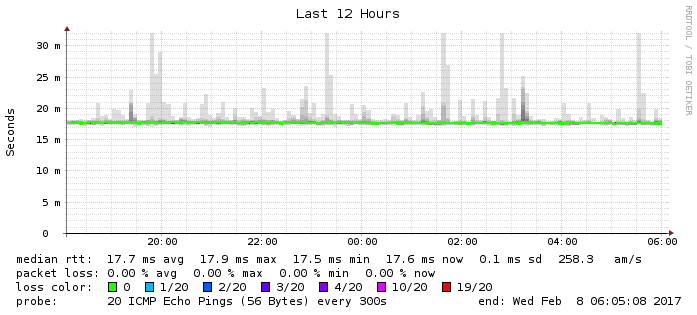 Last 12 Hours
RRDTOOL / TOBI OETIKER
Seconds
30 m
25 m
20 m
15 m
10 m
5 m
0
20:00 22:00 00:00 02:00 04:00 06:00
median rtt: 17.7 ms avg 17.9 ms max 17.5 ms min 17.6 ms now 0.1 ms sd 258.3 am/s
packet loss: 0.00 % avg 0.00 % max 0.00 % min 0.00 % now
loss color: 0 1/20 2/20 3/20 4/20 10/20 19/20
probe: 20 ICMP Echo Pings (56 Bytes) every 300s end: Wed Feb 8 06:05:08 2017